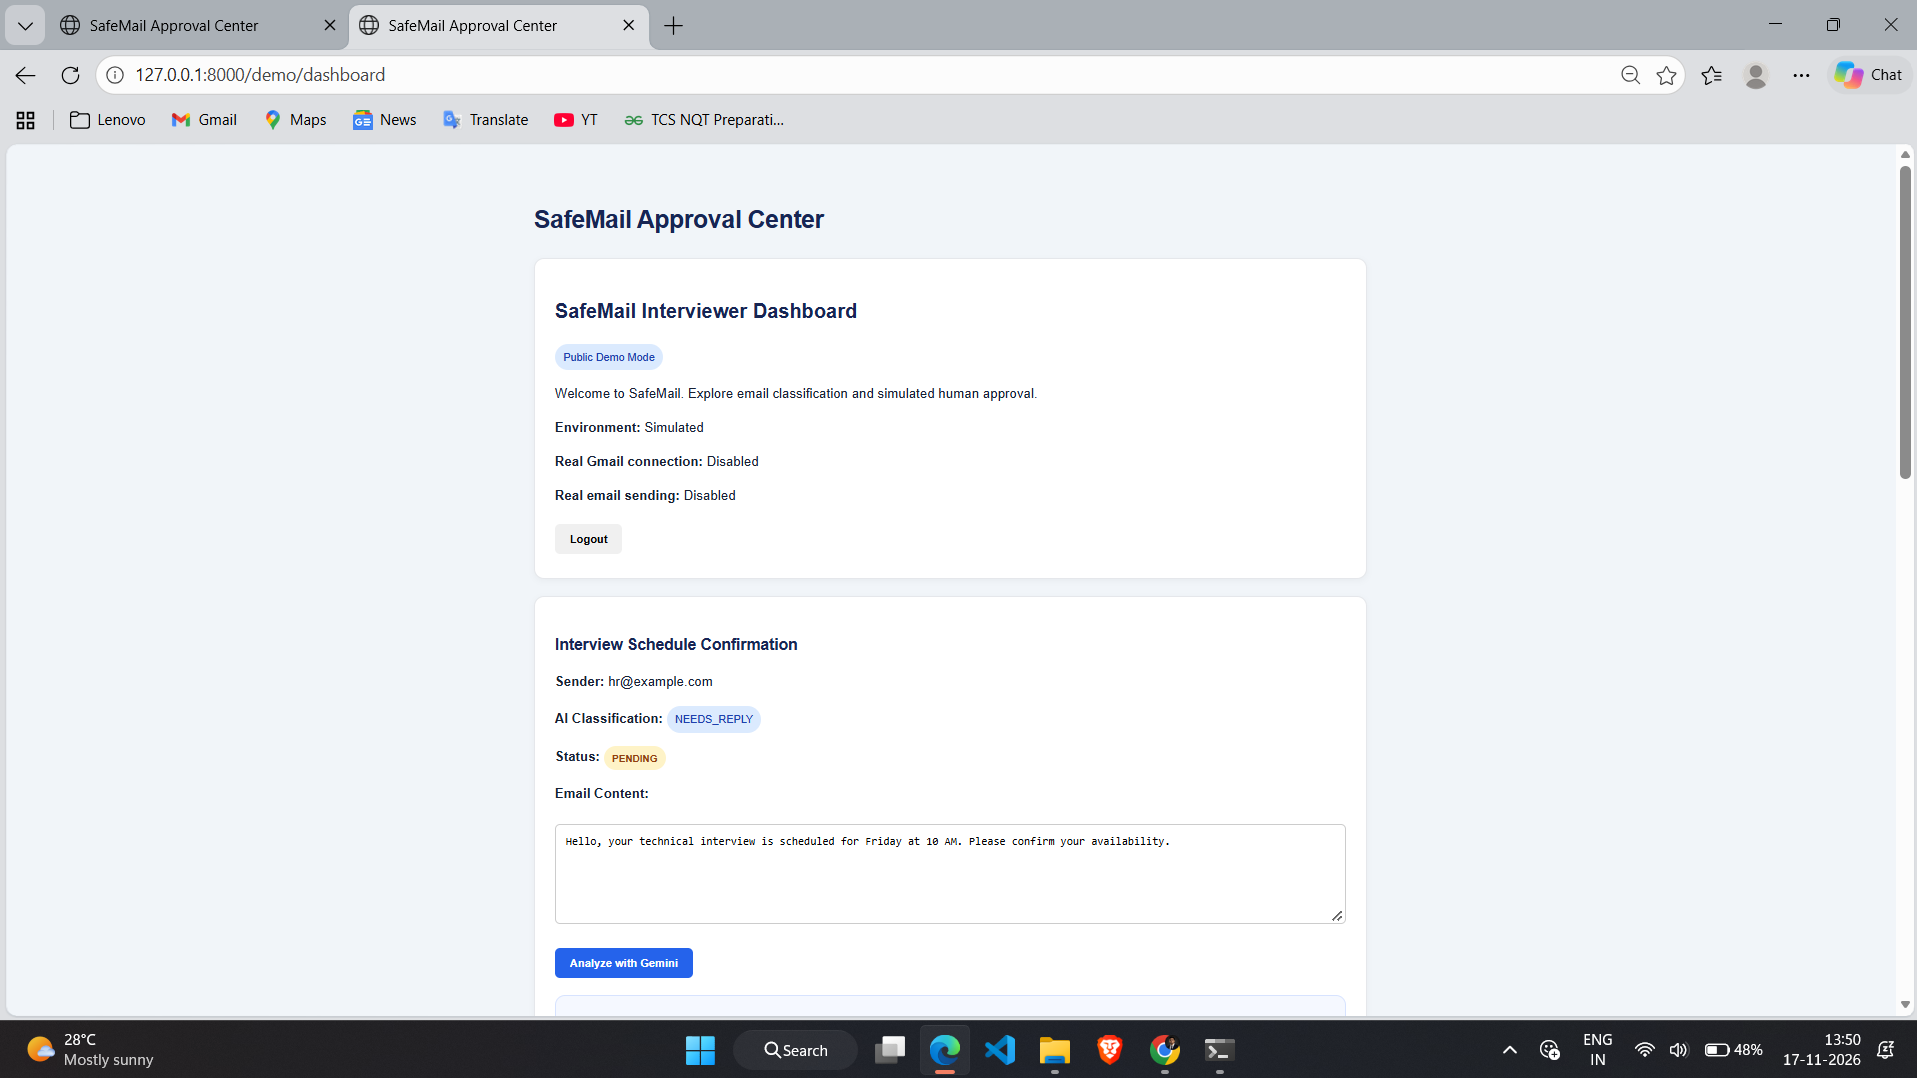 SafeMail Approval Center
SafeMail Approval Center
127.0.0.1:8000/demo/dashboard
Chat
Lenovo
Gmail
Maps
News
Translate
YT
TCS NQT Preparati...
SafeMail Approval Center
SafeMail Interviewer Dashboard
Public Demo Mode
Welcome to SafeMail. Explore email classification and simulated human approval.
Environment: Simulated
Real Gmail connection: Disabled
Real email sending: Disabled
Logout
Interview Schedule Confirmation
Sender: hr@example.com
AI Classification: NEEDS_REPLY
Status: PENDING
Email Content:
Hello, your technical interview is scheduled for Friday at 10 AM. Please confirm your availability.
Analyze with Gemini
28°C
Mostly sunny
Search
ENG
IN
48%
13:50
17-11-2026